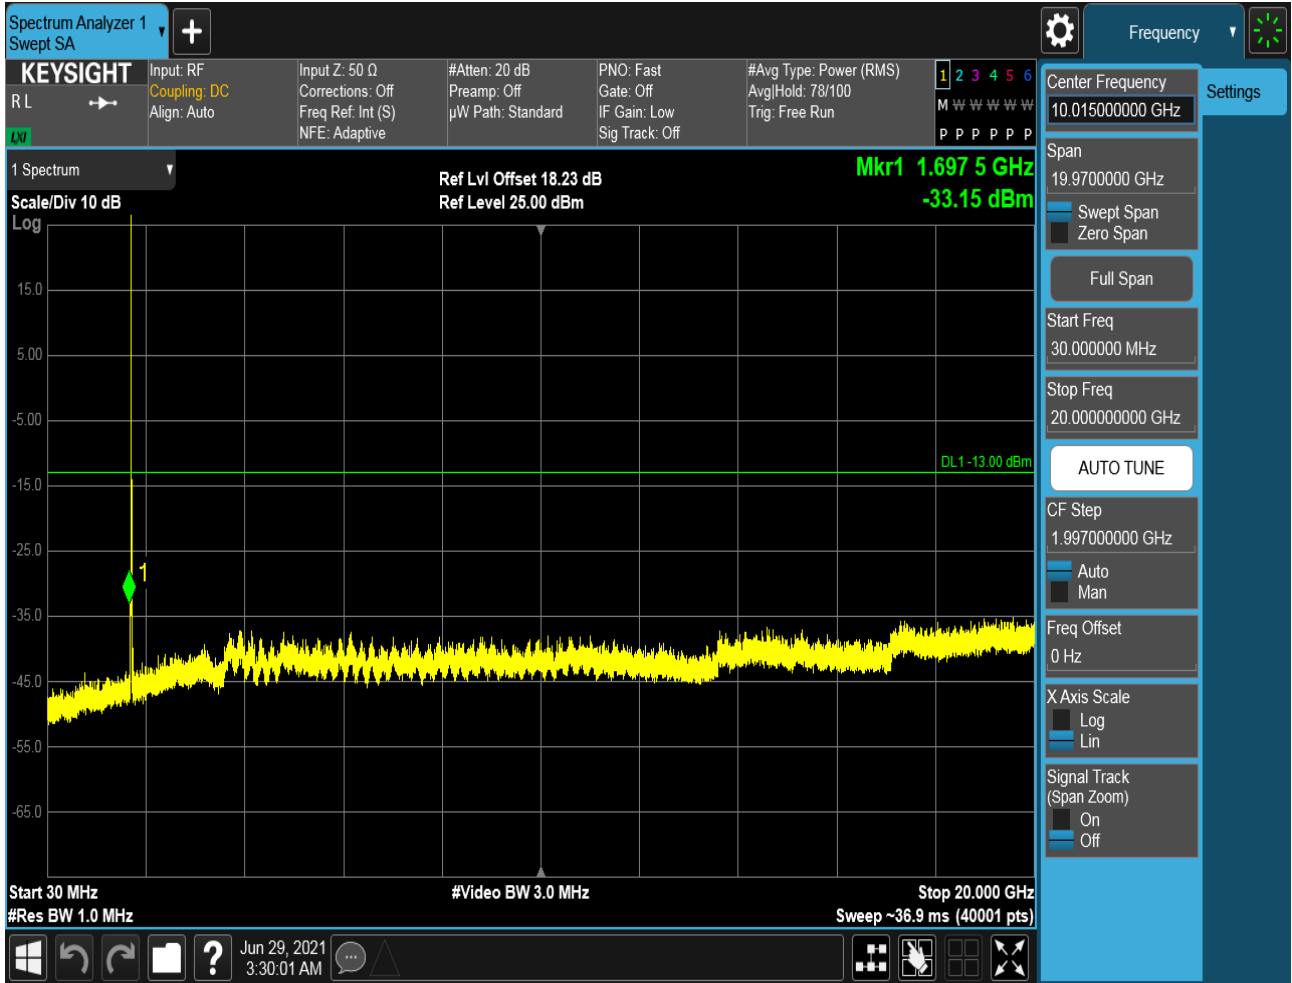 Spectrum Analyzer 1
Swept SA
Frequency
KEYSIGHT
R L
LXI
Input: RF
Coupling: DC
Align: Auto
Input Z: 50 Ω
Corrections: Off
Freq Ref: Int (S)
NFE: Adaptive
#Atten: 20 dB
Preamp: Off
µW Path: Standard
PNO: Fast
Gate: Off
IF Gain: Low
Sig Track: Off
#Avg Type: Power (RMS)
Avg|Hold: 78/100
Trig: Free Run
1 2 3 4 5 6
M W W W W W
P P P P P P
1 Spectrum
Scale/Div 10 dB
Log
Ref Lvl Offset 18.23 dB
Ref Level 25.00 dBm
Mkr1 1.697 5 GHz
-33.15 dBm
15.0
5.00
-5.00
DL1 -13.00 dBm
-15.0
-25.0
1
-35.0
-45.0
-55.0
-65.0
Start 30 MHz
#Res BW 1.0 MHz
#Video BW 3.0 MHz
Stop 20.000 GHz
Sweep ~36.9 ms (40001 pts)
Jun 29, 2021
3:30:01 AM
Center Frequency
10.015000000 GHz
Settings
Span
19.9700000 GHz
Swept Span
Zero Span
Full Span
Start Freq
30.000000 MHz
Stop Freq
20.000000000 GHz
AUTO TUNE
CF Step
1.997000000 GHz
Auto
Man
Freq Offset
0 Hz
X Axis Scale
Log
Lin
Signal Track
(Span Zoom)
On
Off